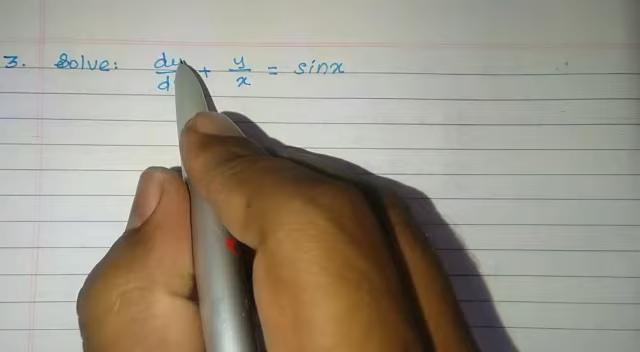 3. Solve: dy/d + y/x = sinx